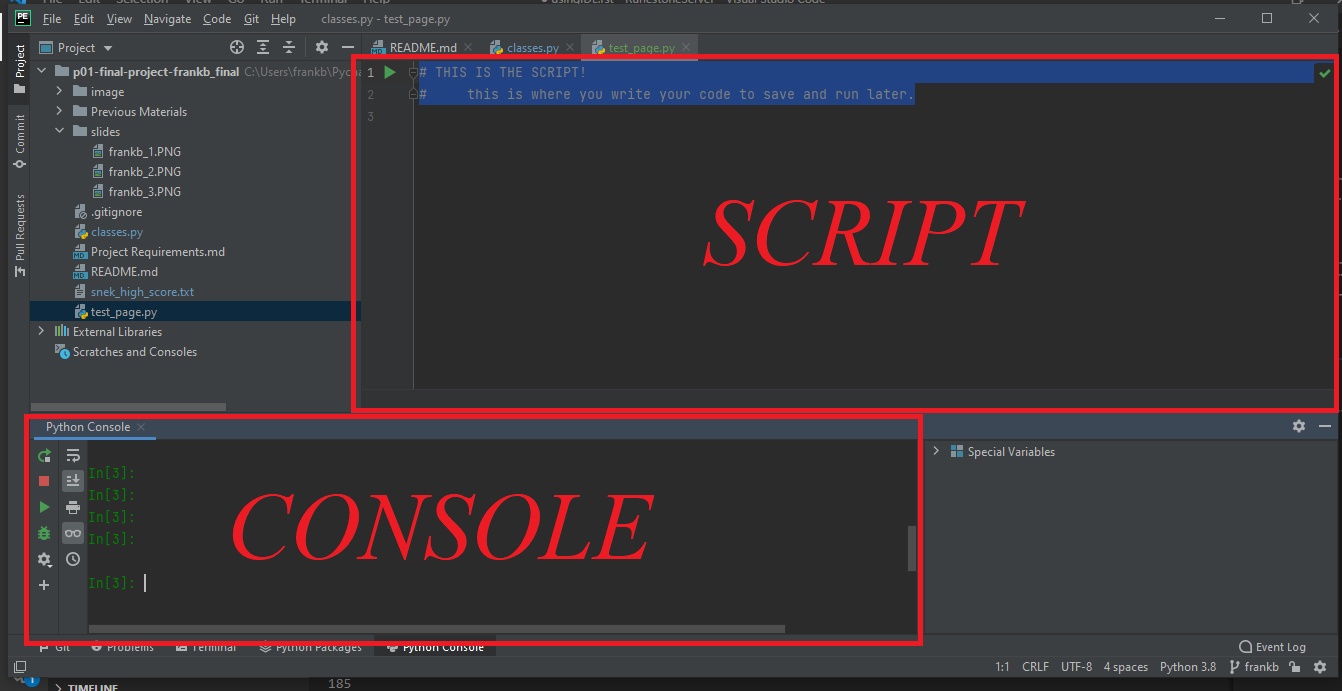 File Edit View Navigate Code Git Help classes.py - test_page.py
Project
README.md classes.py test_page.py
Project
Commit
Pull Requests
p01-final-project-frankb_final C:\Users\frankb\Pycha
image
Previous Materials
slides
frankb_1.PNG
frankb_2.PNG
frankb_3.PNG
.gitignore
classes.py
Project Requirements.md
README.md
snek_high_score.txt
test_page.py
External Libraries
Scratches and Consoles
1 # THIS IS THE SCRIPT!
2 # this is where you write your code to save and run later.
3
SCRIPT
Python Console
In[3]:
In[3]:
In[3]:
In[3]:
In[3]:
CONSOLE
Special Variables
Git Problems Terminal Python Packages Python Console
Event Log
1:1 CRLF UTF-8 4 spaces Python 3.8 frankb
1 TIMELINE
185